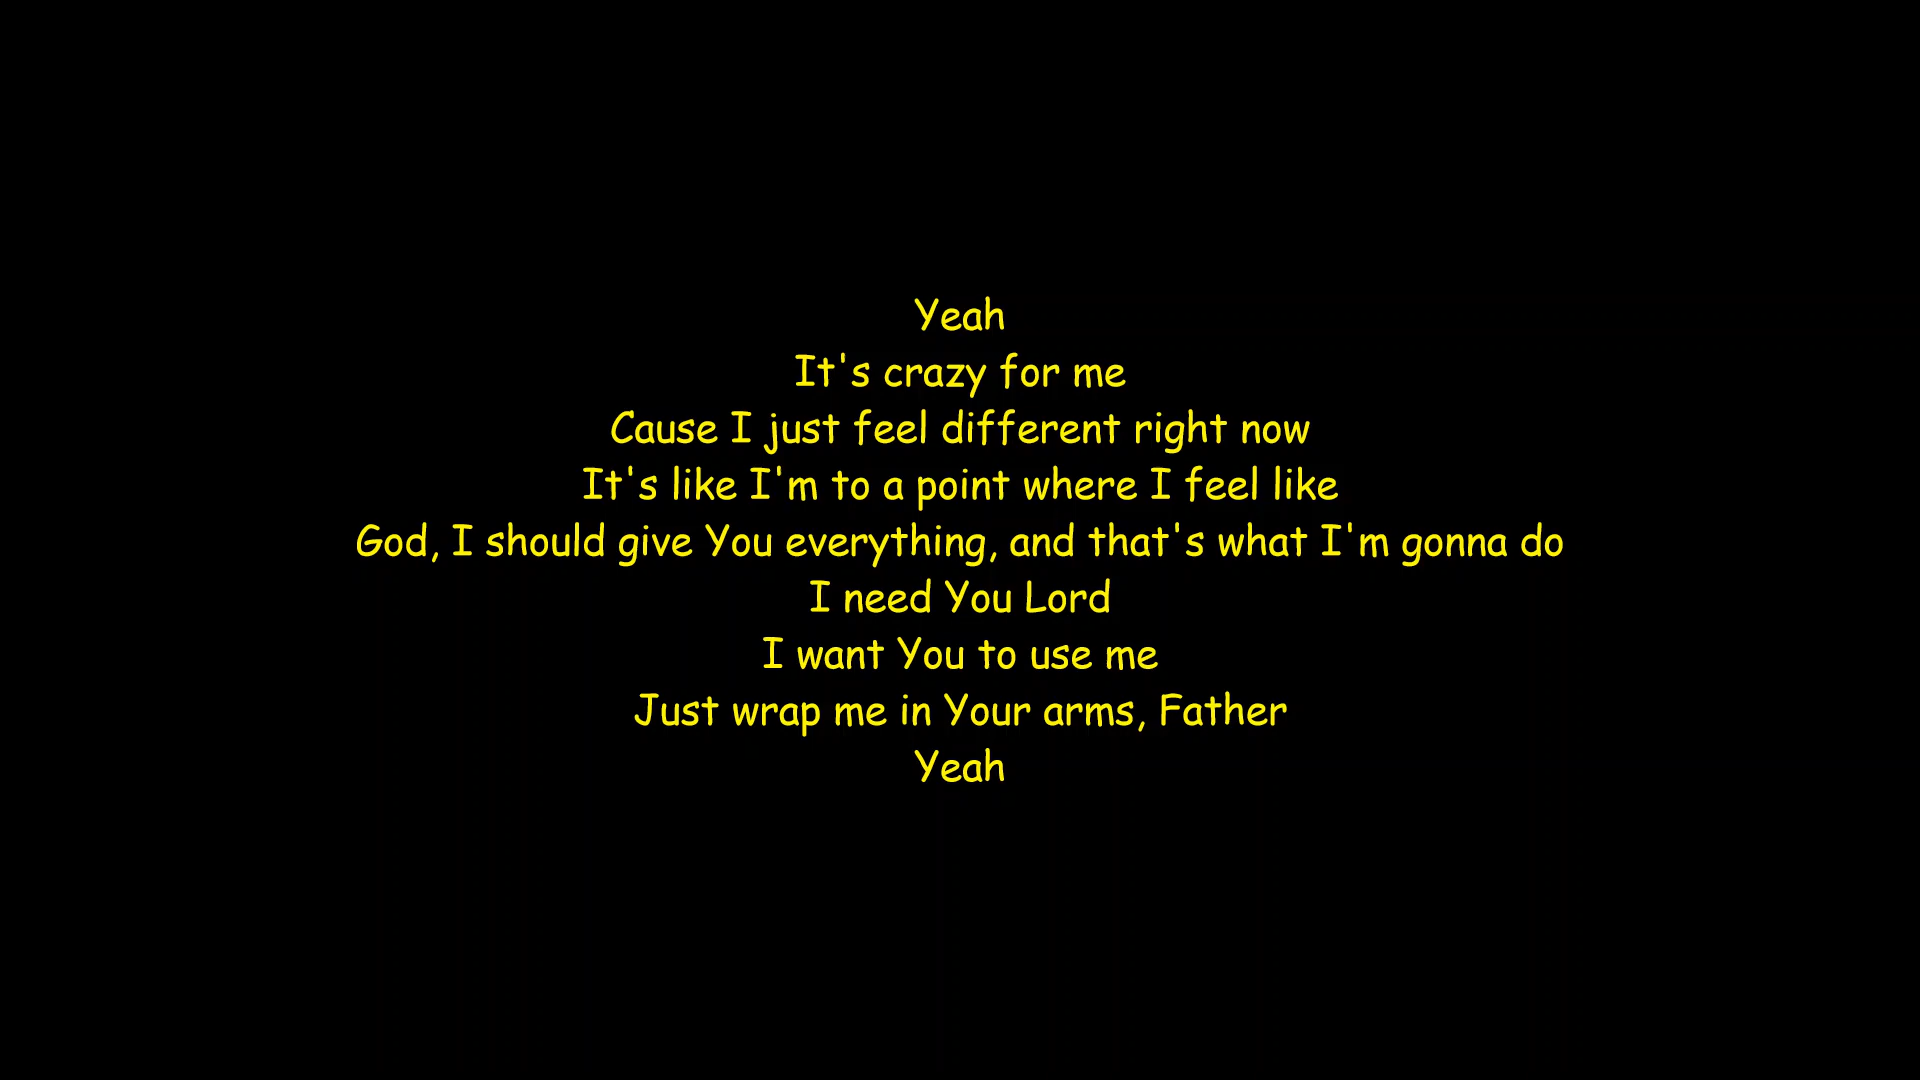 Yeah
It's crazy for me
Cause I just feel different right now
It's like I'm to a point where I feel like
God, I should give You everything, and that's what I'm gonna do
I need You Lord
I want You to use me
Just wrap me in Your arms, Father
Yeah